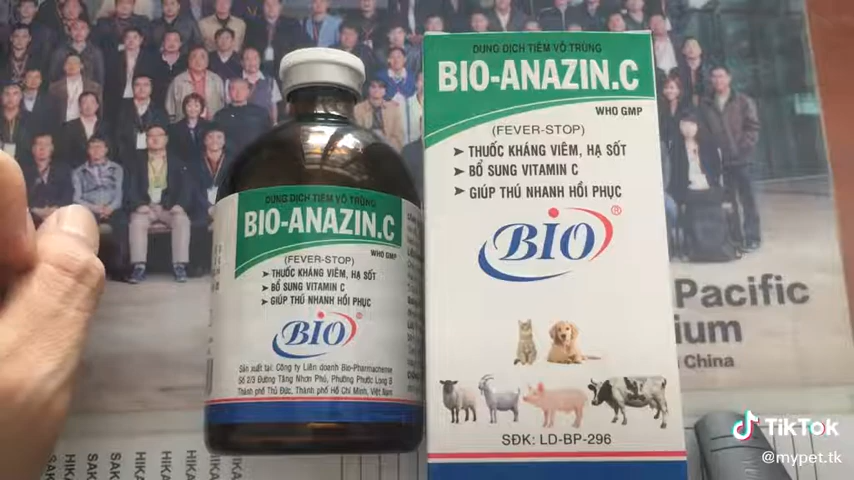 DUNG DỊCH TIÊM VÔ TRÙNG
BIO-ANAZIN.C
WHO GMP
(FEVER-STOP)
➤ THUỐC KHÁNG VIÊM, HẠ SỐT
➤ BỔ SUNG VITAMIN C
➤ GIÚP THÚ NHANH HỒI PHỤC
BIO
Sản xuất tại: Công ty Liên doanh Bio-Pharmachemie
Số 2/3 Đường Tăng Nhơn Phú, Phường Phước Long B
Thành phố Thủ Đức, Thành phố Hồ Chí Minh, Việt Nam
DUNG DỊCH TIÊM VÔ TRÙNG
BIO-ANAZIN.C
WHO GMP
(FEVER-STOP)
➤ THUỐC KHÁNG VIÊM, HẠ SỐT
➤ BỔ SUNG VITAMIN C
➤ GIÚP THÚ NHANH HỒI PHỤC
BIO®
SĐK: LD-BP-296
Pacific
ium
China
TikTok
@mypet.tk